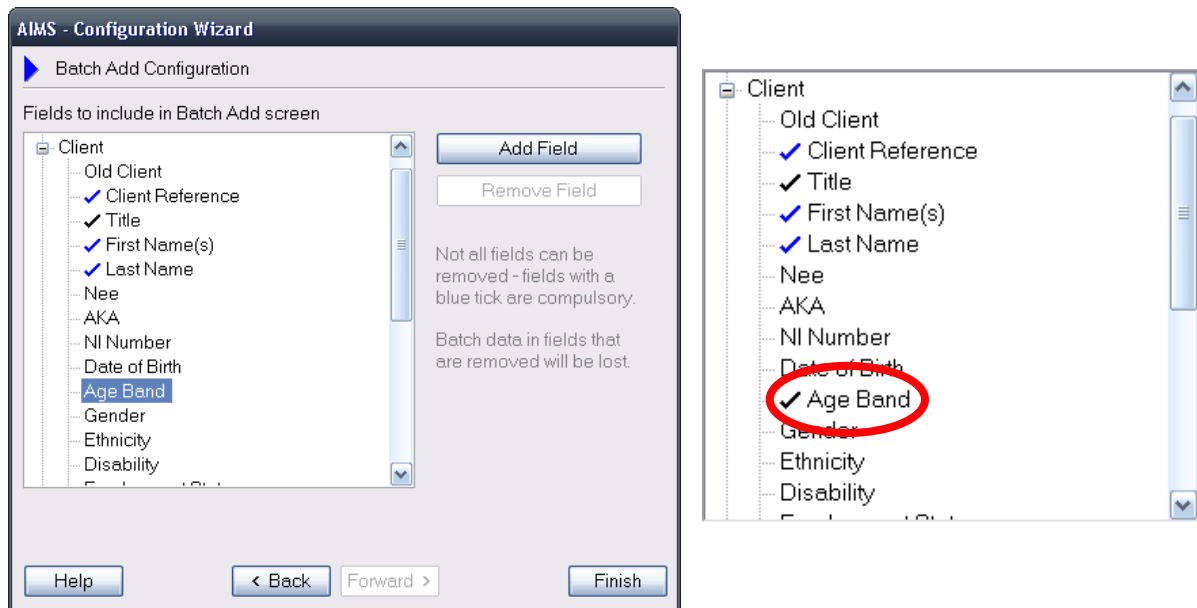 AIMS - Configuration Wizard
Batch Add Configuration
Fields to include in Batch Add screen
Client
Old Client
Client Reference
Title
First Name(s)
Last Name
Nee
AKA
NI Number
Date of Birth
Age Band
Gender
Ethnicity
Disability
Add Field
Remove Field
Not all fields can be
removed - fields with a
blue tick are compulsory.
Batch data in fields that
are removed will be lost.
Help
< Back
Forward >
Finish
Client
Old Client
Client Reference
Title
First Name(s)
Last Name
Nee
AKA
NI Number
Date of Birth
Age Band
Gender
Ethnicity
Disability